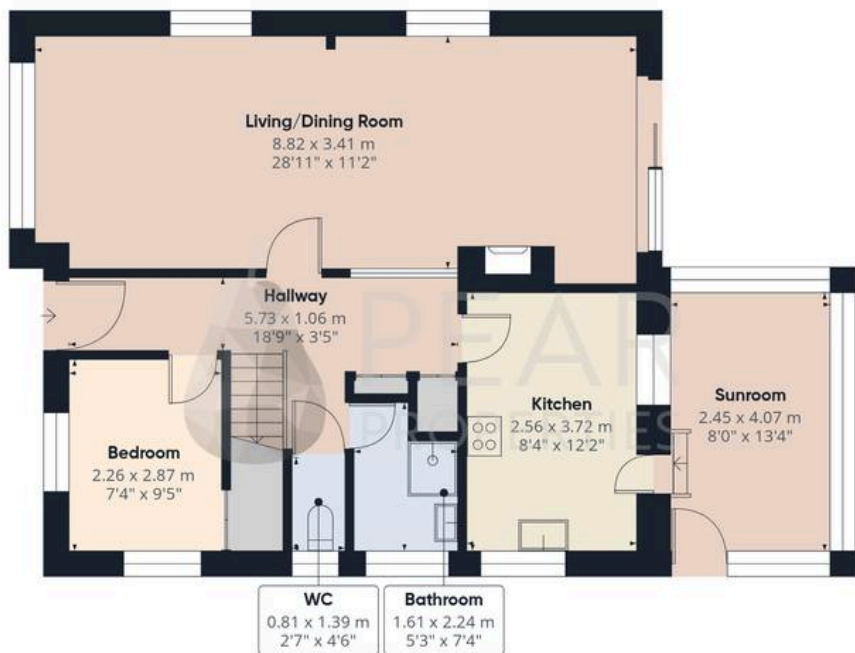 Living/Dining Room
8.82 x 3.41 m
28'11" x 11'2"
Hallway
5.73 x 1.06 m
18'9" x 3'5"
PEAR
PROPERTIES
Kitchen
2.56 x 3.72 m
8'4" x 12'2"
Sunroom
2.45 x 4.07 m
8'0" x 13'4"
Bedroom
2.26 x 2.87 m
7'4" x 9'5"
WC
0.81 x 1.39 m
2'7" x 4'6"
Bathroom
1.61 x 2.24 m
5'3" x 7'4"